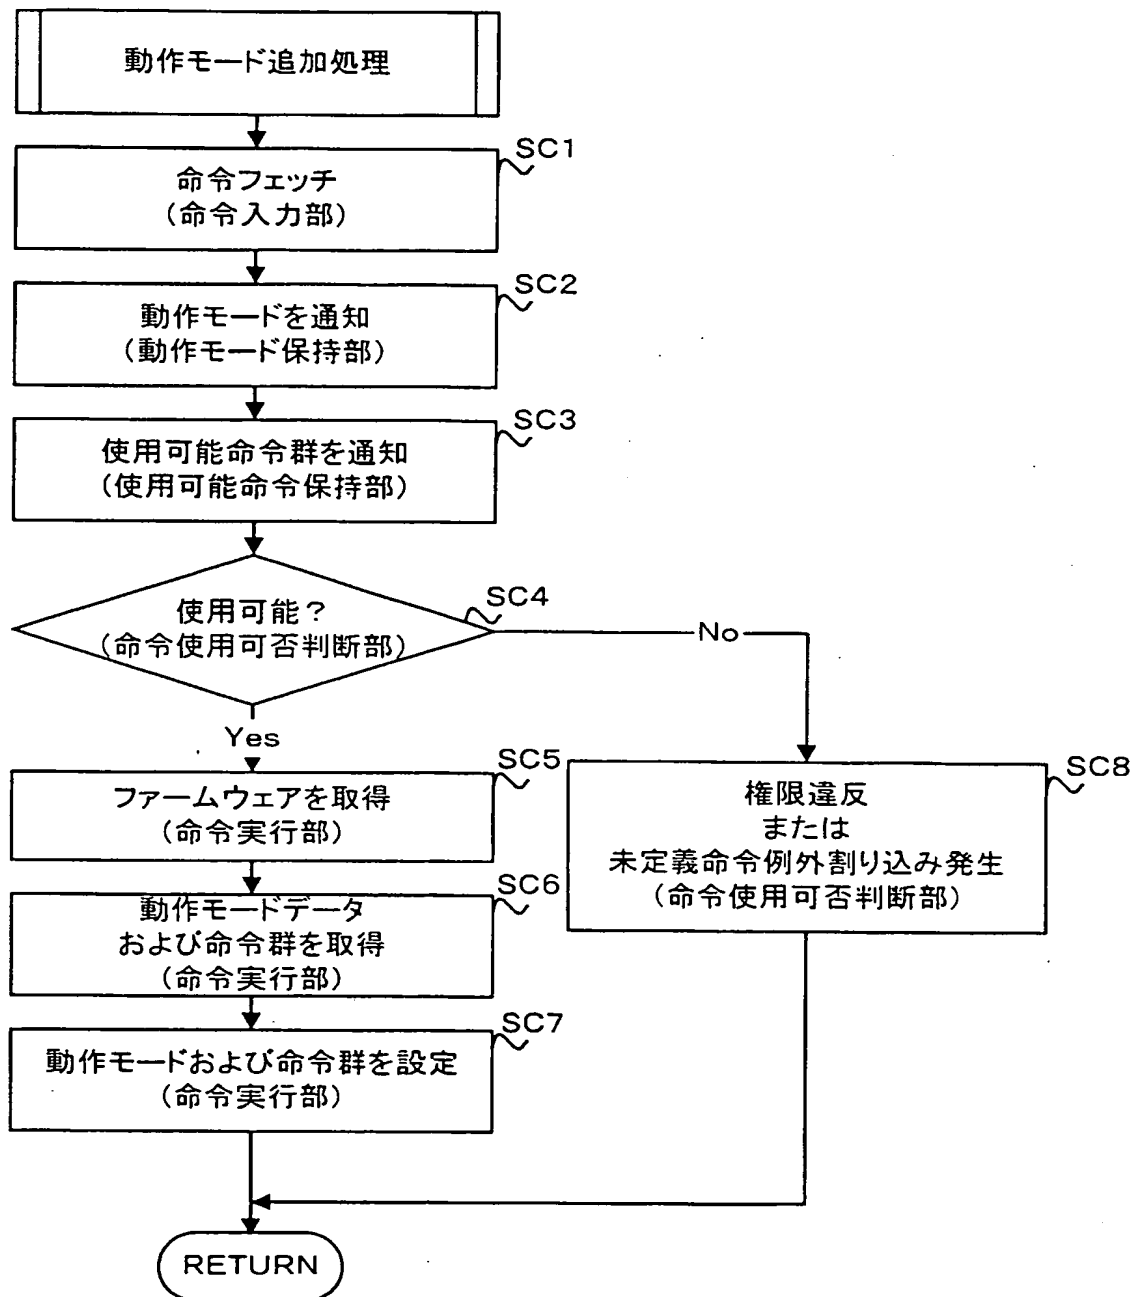 動作モード追加処理
SC1
命令フェッチ
(命令入力部)
SC2
動作モードを通知
(動作モード保持部)
SC3
使用可能命令群を通知
(使用可能命令保持部)
SC4
使用可能？
(命令使用可否判断部)
No
Yes
SC5
ファームウェアを取得
(命令実行部)
SC6
動作モードデータ
および命令群を取得
(命令実行部)
SC7
動作モードおよび命令群を設定
(命令実行部)
SC8
権限違反
または
未定義命令例外割り込み発生
(命令使用可否判断部)
RETURN